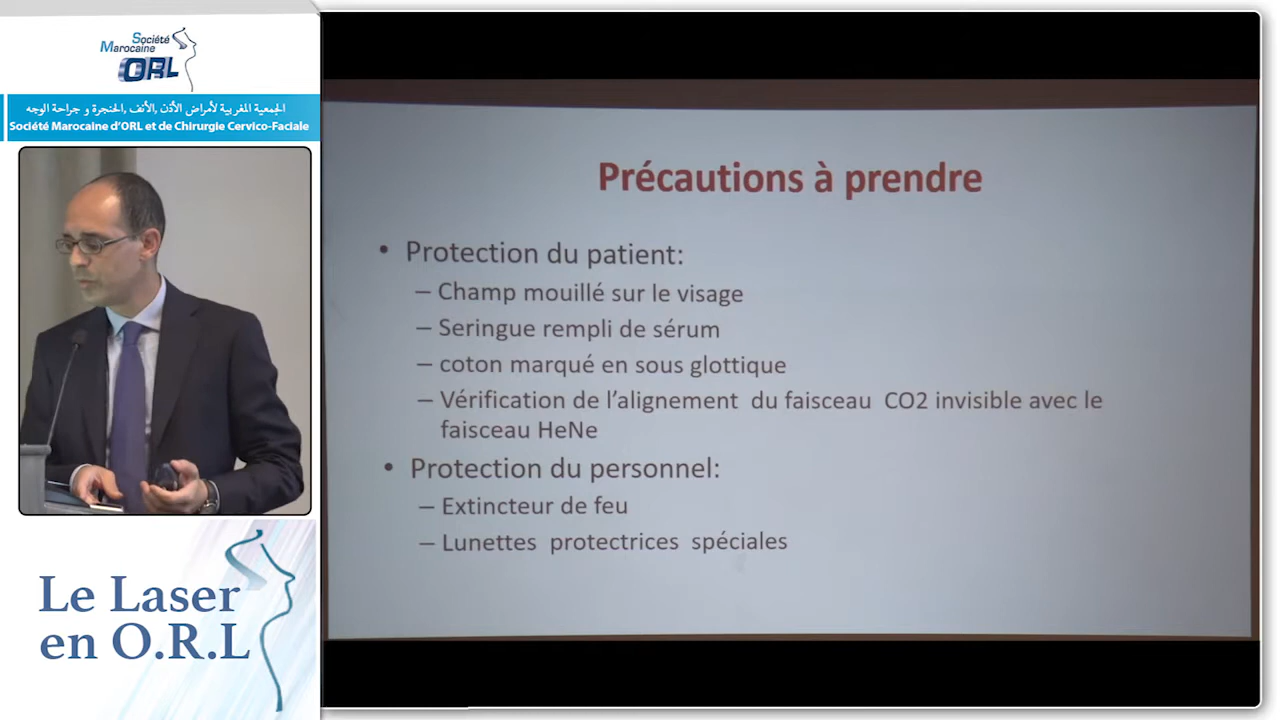 Société
Marocaine
ORL
الجمعية المغربية لأمراض الأذن ,الأنف ,الحنجرة و جراحة الوجه
Société Marocaine d'ORL et de Chirurgie Cervico-Faciale
Le Laser
en O.R.L
Précautions à prendre
• Protection du patient:
– Champ mouillé sur le visage
– Seringue rempli de sérum
– coton marqué en sous glottique
– Vérification de l'alignement du faisceau CO2 invisible avec le
faisceau HeNe
• Protection du personnel:
– Extincteur de feu
– Lunettes protectrices spéciales